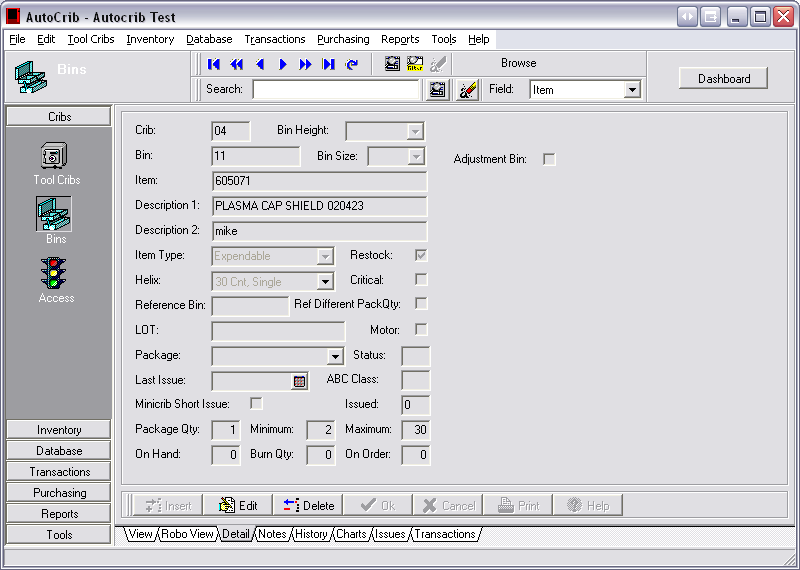 AutoCrib - Autocrib Test
File Edit Tool Cribs Inventory Database Transactions Purchasing Reports Tools Help
Bins
filter
Browse
Search: Field: Item
Dashboard
Cribs
Tool Cribs
Bins
Access
Inventory
Database
Transactions
Purchasing
Reports
Tools
Crib: 04 Bin Height:
Bin: 11 Bin Size: Adjustment Bin:
Item: 605071
Description 1: PLASMA CAP SHIELD 020423
Description 2: mike
Item Type: Expendable Restock:
Helix: 30 Cnt, Single Critical:
Reference Bin: Ref Different PackQty:
LOT: Motor:
Package: Status:
Last Issue: ABC Class:
Minicrib Short Issue: Issued: 0
Package Qty: 1 Minimum: 2 Maximum: 30
On Hand: 0 Burn Qty: 0 On Order: 0
Insert Edit Delete Ok Cancel Print Help
View Robo View Detail Notes History Charts Issues Transactions